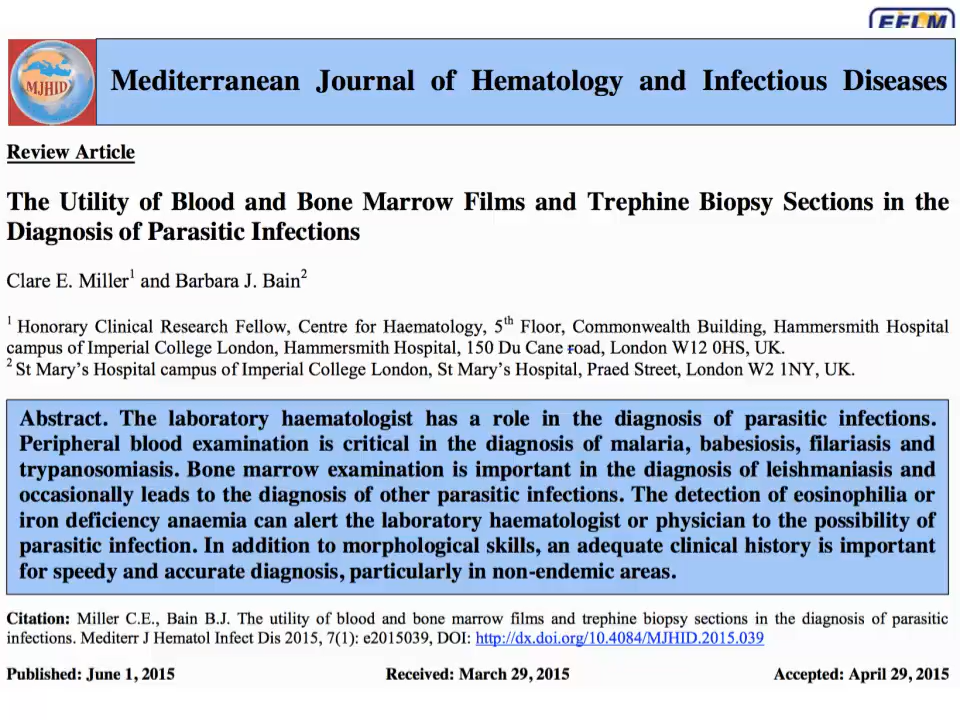 EFLM
MJHID
Mediterranean Journal of Hematology and Infectious Diseases
Review Article
The Utility of Blood and Bone Marrow Films and Trephine Biopsy Sections in the
Diagnosis of Parasitic Infections
Clare E. Miller1 and Barbara J. Bain2
1 Honorary Clinical Research Fellow, Centre for Haematology, 5th Floor, Commonwealth Building, Hammersmith Hospital
campus of Imperial College London, Hammersmith Hospital, 150 Du Cane road, London W12 0HS, UK.
2 St Mary's Hospital campus of Imperial College London, St Mary's Hospital, Praed Street, London W2 1NY, UK.
Abstract. The laboratory haematologist has a role in the diagnosis of parasitic infections.
Peripheral blood examination is critical in the diagnosis of malaria, babesiosis, filariasis and
trypanosomiasis. Bone marrow examination is important in the diagnosis of leishmaniasis and
occasionally leads to the diagnosis of other parasitic infections. The detection of eosinophilia or
iron deficiency anaemia can alert the laboratory haematologist or physician to the possibility of
parasitic infection. In addition to morphological skills, an adequate clinical history is important
for speedy and accurate diagnosis, particularly in non-endemic areas.
Citation: Miller C.E., Bain B.J. The utility of blood and bone marrow films and trephine biopsy sections in the diagnosis of parasitic
infections. Mediterr J Hematol Infect Dis 2015, 7(1): e2015039, DOI: http://dx.doi.org/10.4084/MJHID.2015.039
Published: June 1, 2015 Received: March 29, 2015 Accepted: April 29, 2015